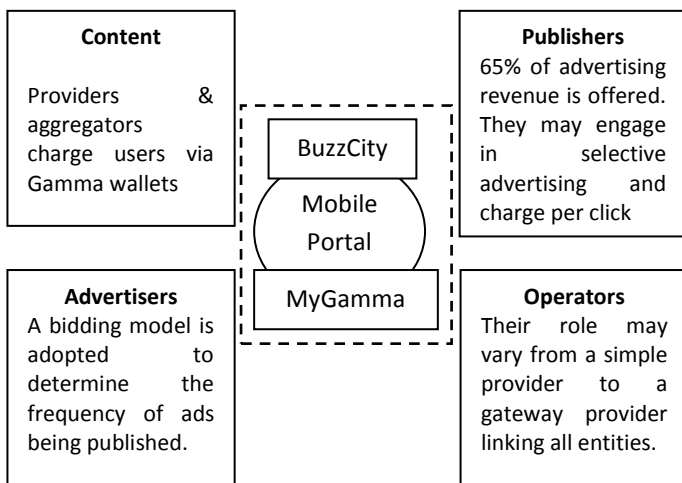 Content
Providers &
aggregators
charge users via
Gamma wallets
Publishers
65% of advertising
revenue is offered.
They may engage
in selective
advertising and
charge per click
BuzzCity
Mobile
Portal
MyGamma
Advertisers
A bidding model is
adopted to
determine the
frequency of ads
being published.
Operators
Their role may
vary from a simple
provider to a
gateway provider
linking all entities.